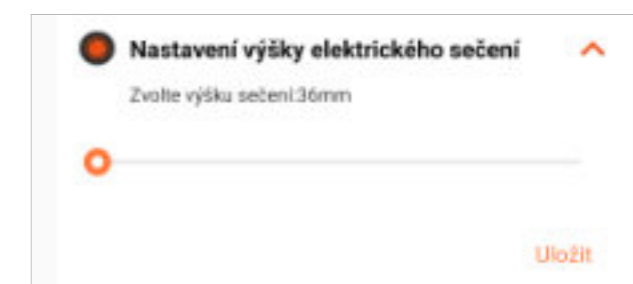 Nastavení výšky elektrického sečení
Zvolte výšku sečení:36mm
Uložit